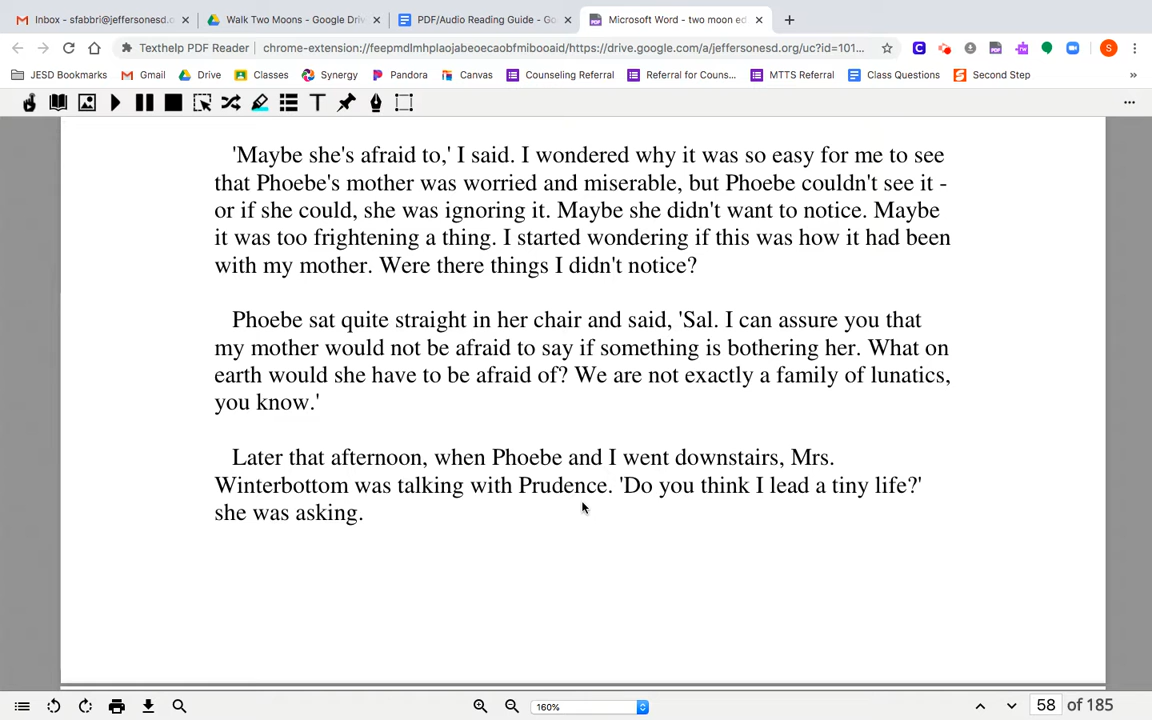 Inbox - sfabbri@jeffersonesd.o
Walk Two Moons - Google Driv
PDF/Audio Reading Guide - Go
Microsoft Word - two moon ed
Texthelp PDF Reader
chrome-extension://feepmdlmhplaojabeoecaobfmibooaid/https://drive.google.com/a/jeffersonesd.org/uc?id=101...
JESD Bookmarks
Gmail
Drive
Classes
Synergy
Pandora
Canvas
Counseling Referral
Referral for Couns...
MTTS Referral
Class Questions
Second Step
'Maybe she's afraid to,' I said. I wondered why it was so easy for me to see
that Phoebe's mother was worried and miserable, but Phoebe couldn't see it -
or if she could, she was ignoring it. Maybe she didn't want to notice. Maybe
it was too frightening a thing. I started wondering if this was how it had been
with my mother. Were there things I didn't notice?
Phoebe sat quite straight in her chair and said, 'Sal. I can assure you that
my mother would not be afraid to say if something is bothering her. What on
earth would she have to be afraid of? We are not exactly a family of lunatics,
you know.'
Later that afternoon, when Phoebe and I went downstairs, Mrs.
Winterbottom was talking with Prudence. 'Do you think I lead a tiny life?'
she was asking.
160%
58 of 185